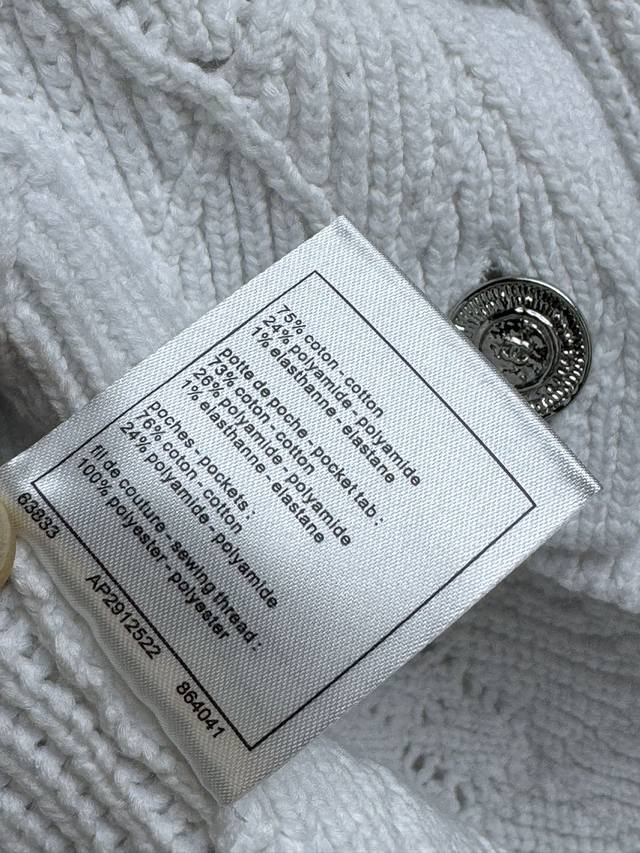 75% coton - cotton
24% polyamide - polyamide
1% elasthanne - elastane
potte de poche - pocket tab :
73% coton - cotton
26% polyamide - polyamide
1% elasthanne - elastane
poches - pockets :
76% coton - cotton
24% polyamide - polyamide
fil de couture - sewing thread :
100% polyester - polyester
63833 AP2912522 864041